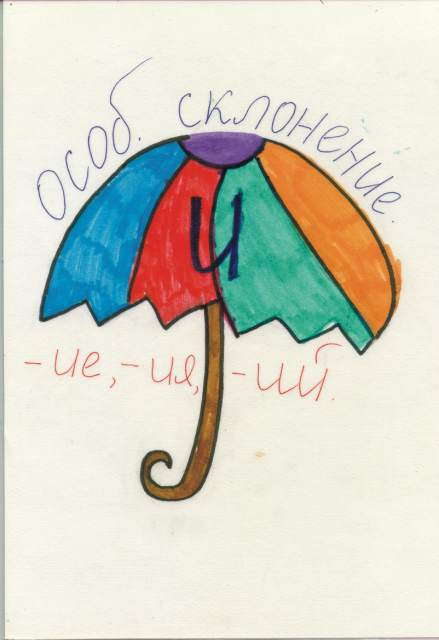 особ. склонение.
и
-ие, -ия, -ий.